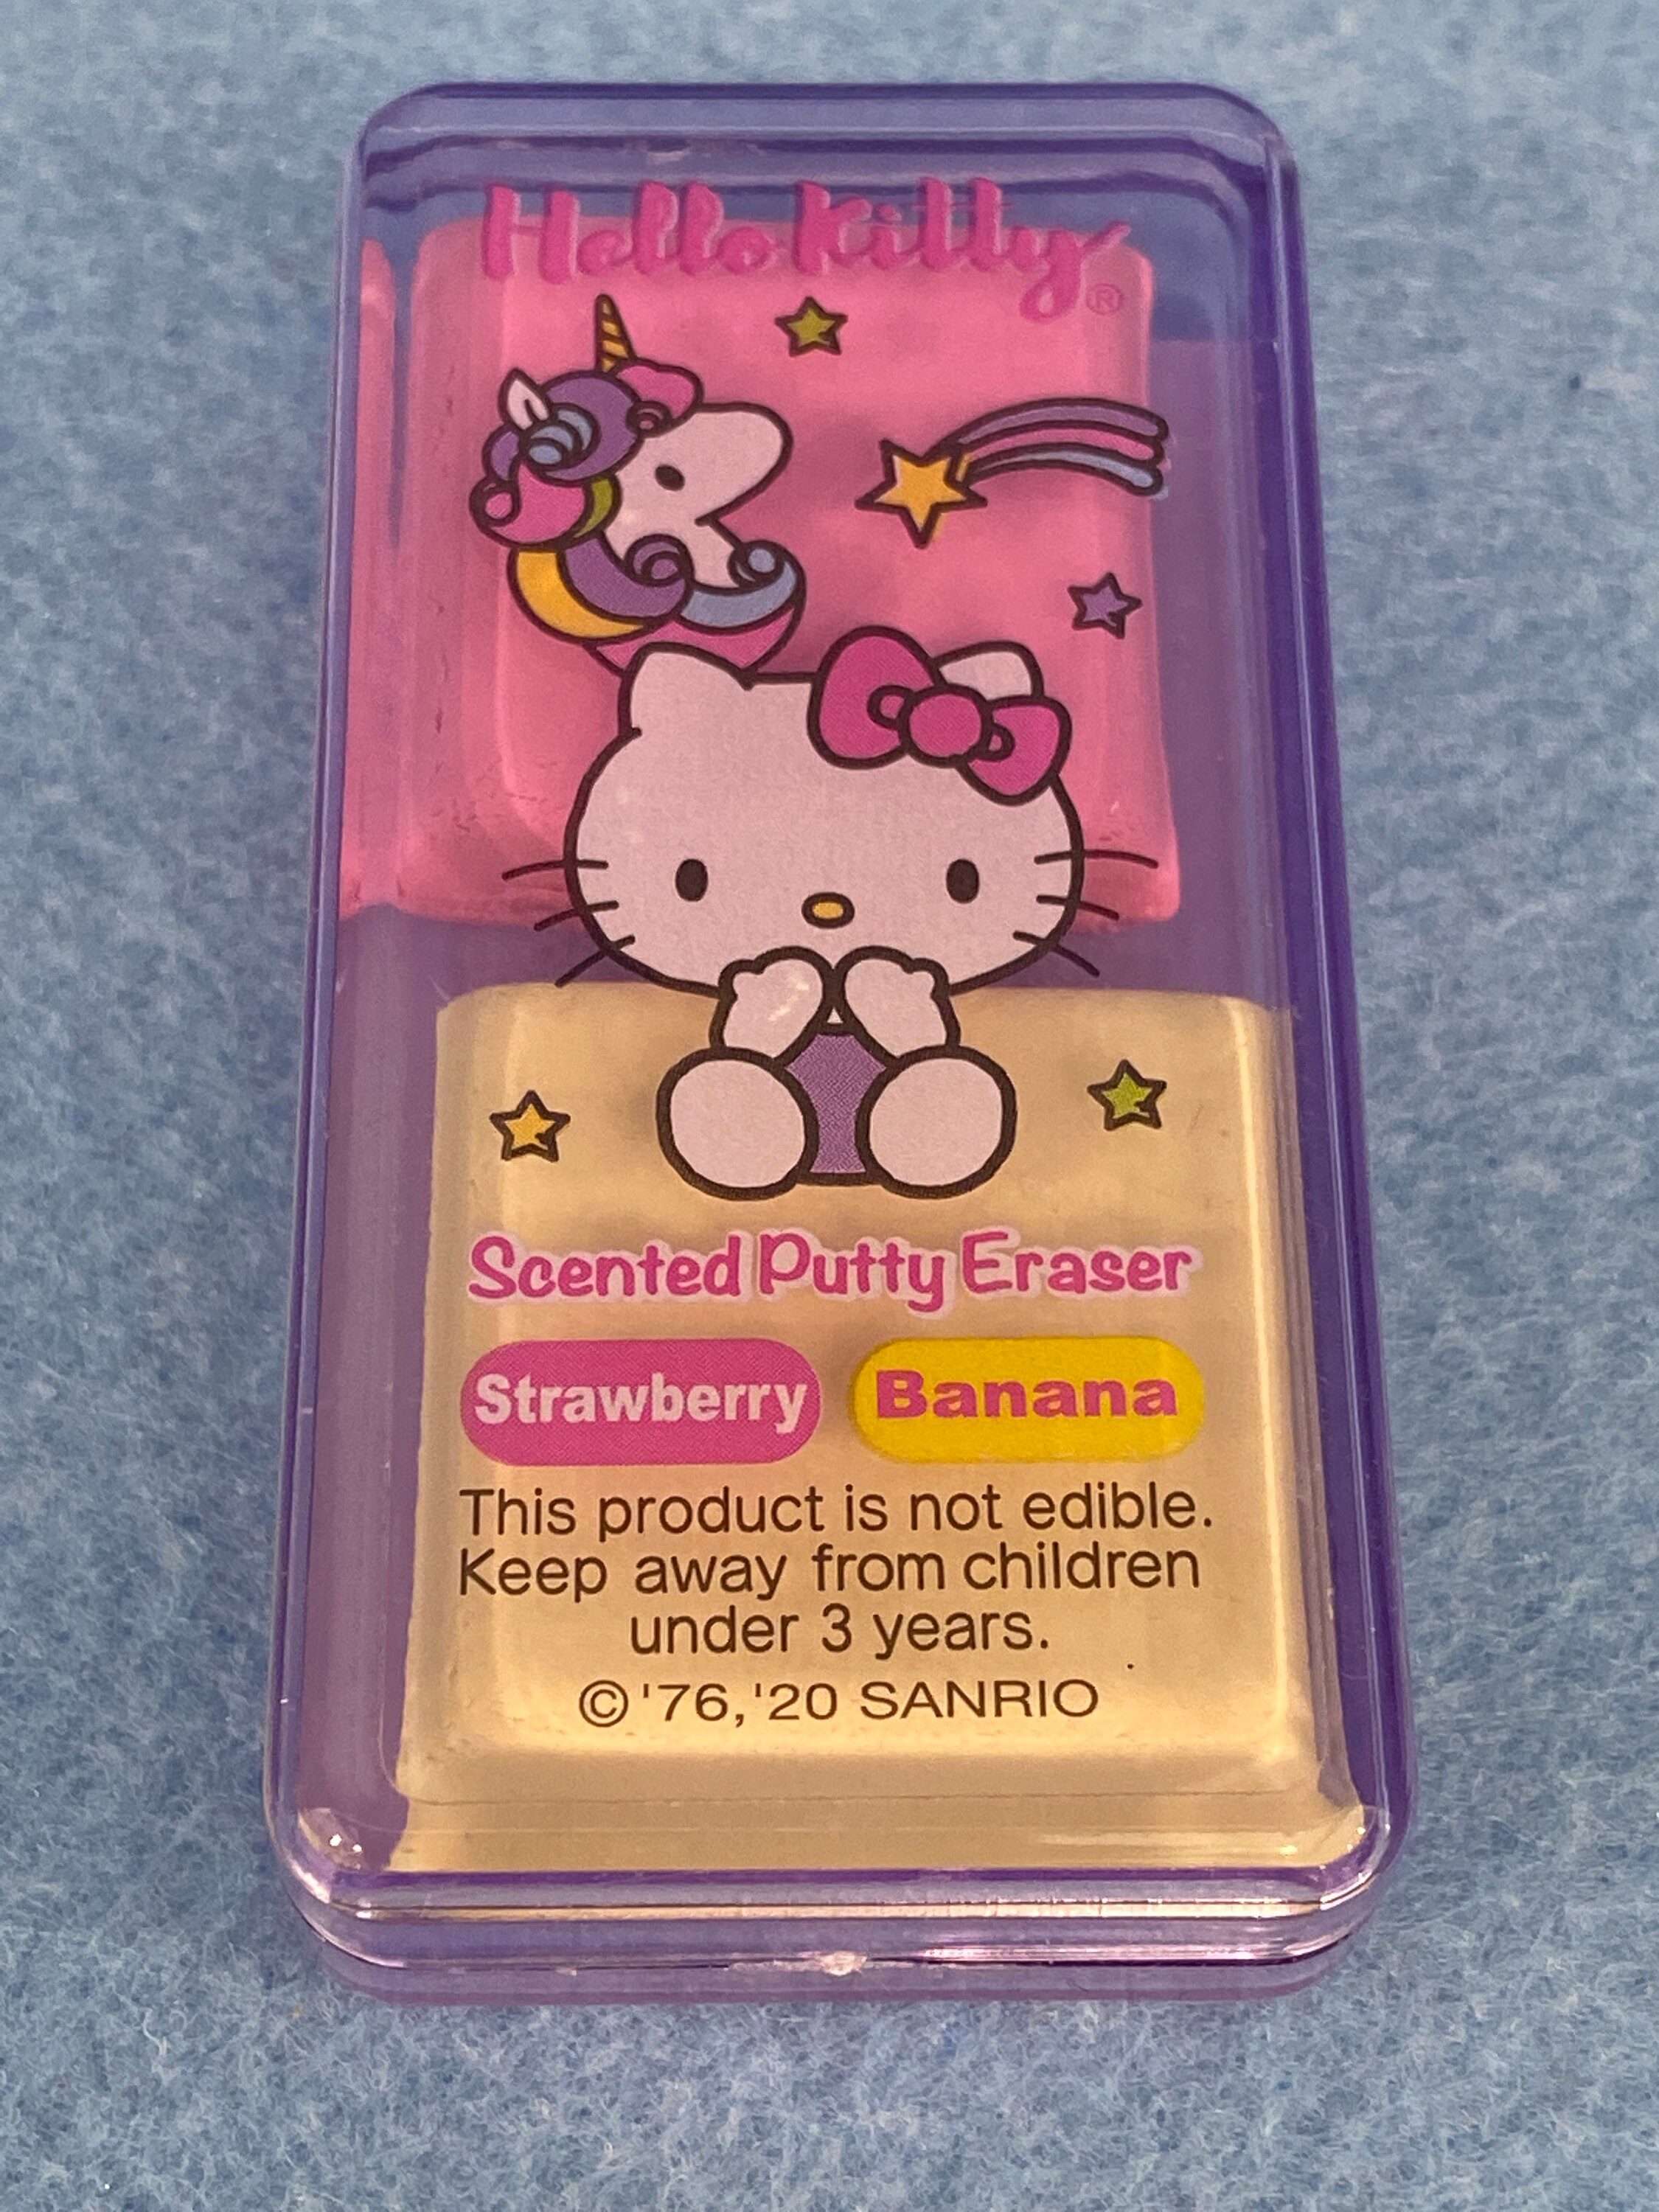 Hello Kitty®
Scented Putty Eraser
Strawberry Banana
This product is not edible.
Keep away from children
under 3 years.
©'76,'20 SANRIO